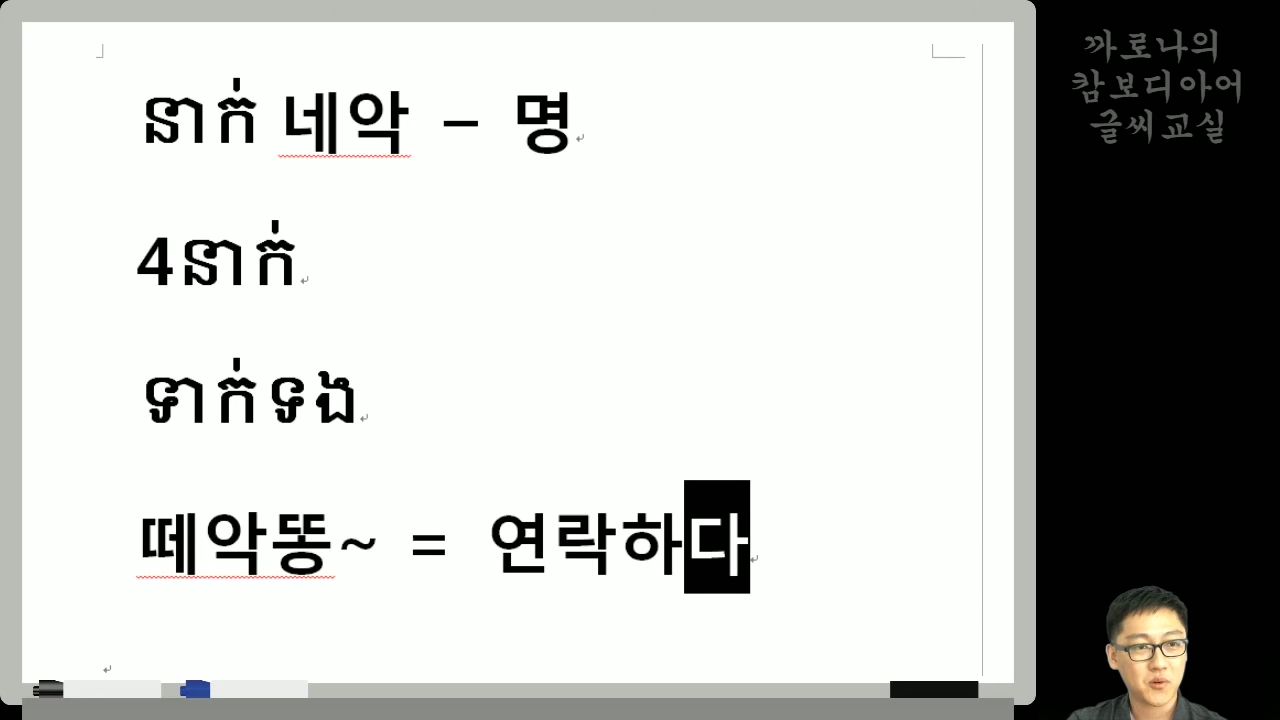 នាក់ 네악 – 명
4នាក់
ទាក់ទង
떼악똥~ = 연락하다
까로나의
캄보디아어
글씨교실